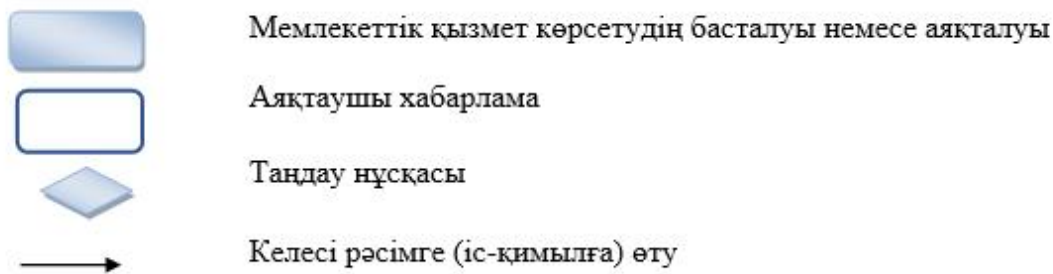 Мемлекеттік қызмет көрсетудің басталуы немесе аяқталуы
Аяқтаушы хабарлама
Таңдау нұсқасы
Келесі рәсімге (іс-қимылға) өту